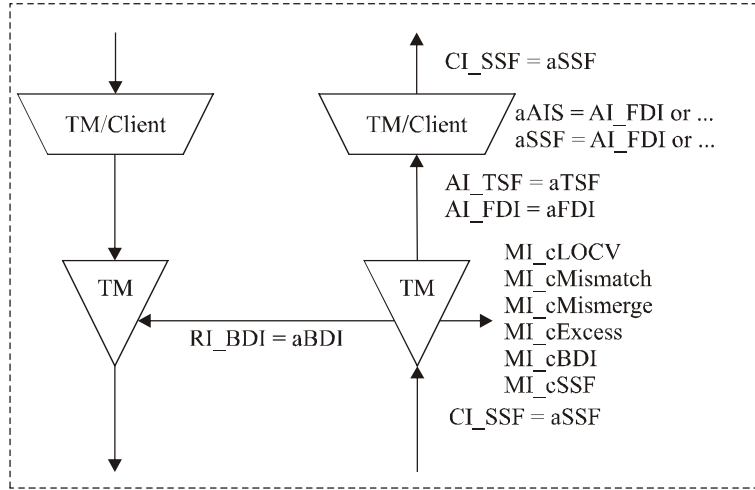 CI_SSF = aSSF
TM/Client
TM/Client
aAIS = AI_FDI or ...
aSSF = AI_FDI or ...
AI_TSF = aTSF
AI_FDI = aFDI
TM
TM
MI_cLOCV
MI_cMismatch
MI_cMismerge
MI_cExcess
MI_cBDI
MI_cSSF
RI_BDI = aBDI
CI_SSF = aSSF